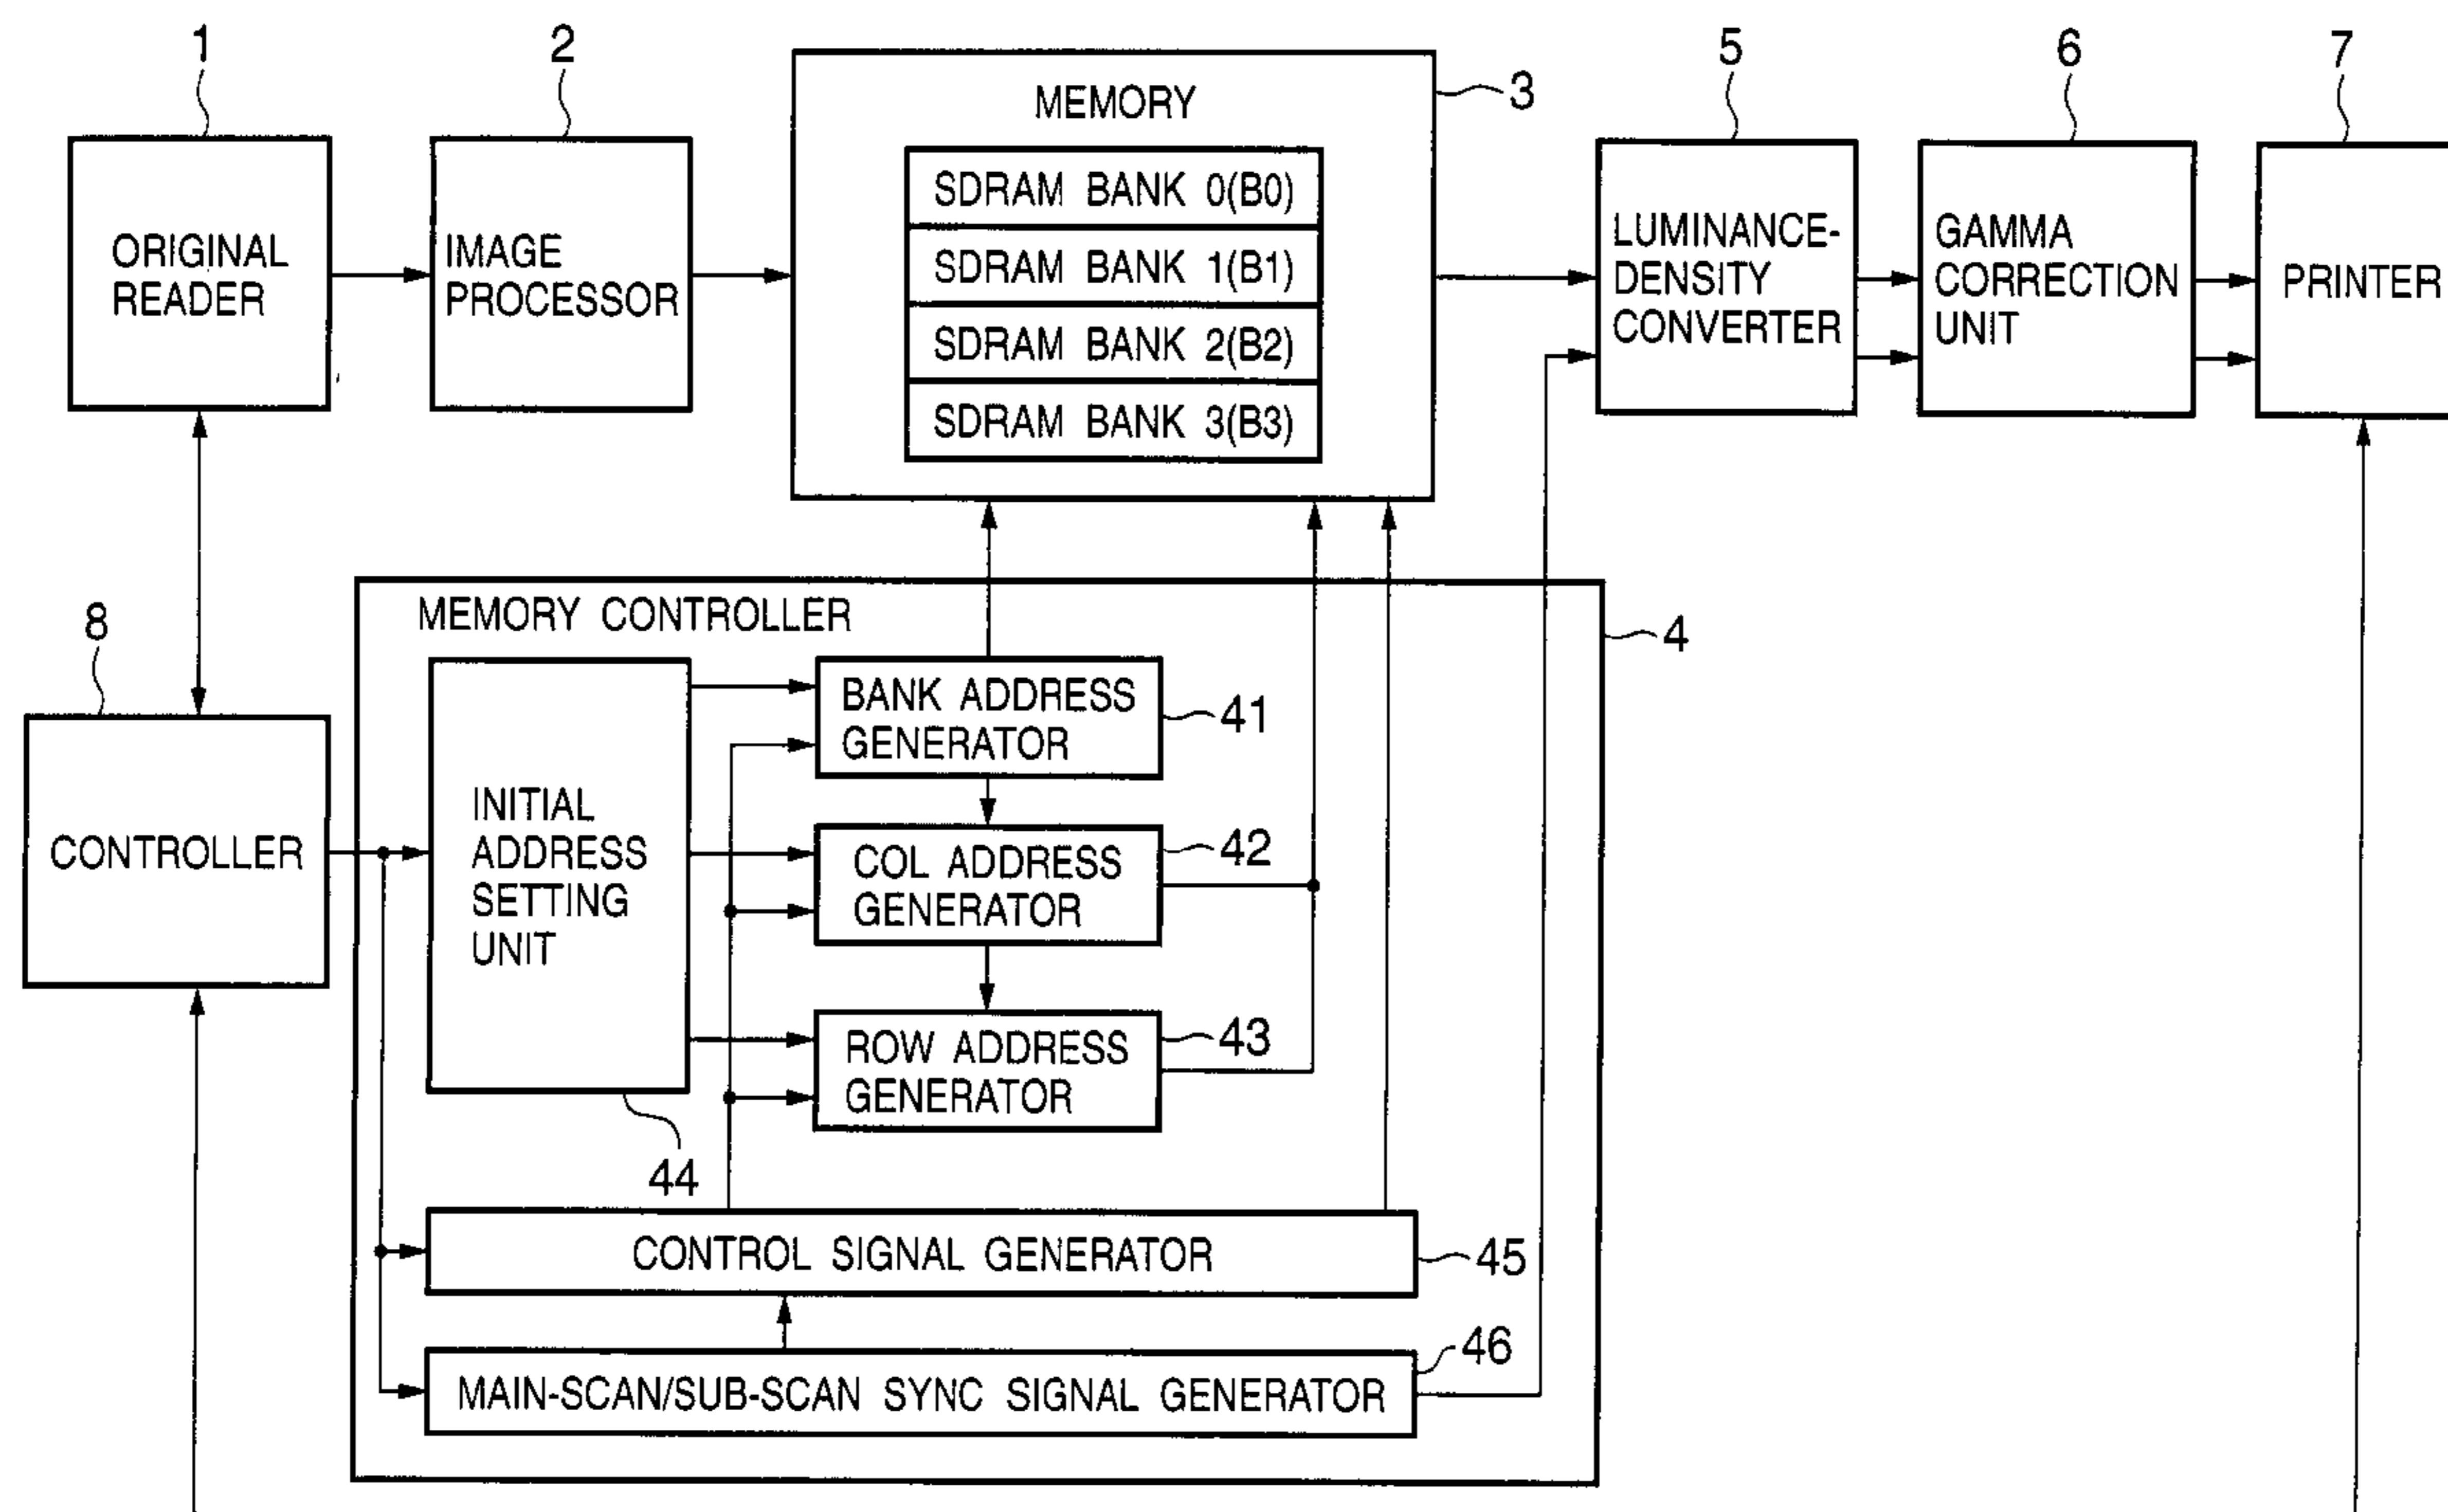 1
2
3
5
6
7
ORIGINAL
READER
IMAGE
PROCESSOR
MEMORY
SDRAM BANK 0(B0)
SDRAM BANK 1(B1)
SDRAM BANK 2(B2)
SDRAM BANK 3(B3)
LUMINANCE-
DENSITY
CONVERTER
GAMMA
CORRECTION
UNIT
PRINTER
8
CONTROLLER
MEMORY CONTROLLER
4
INITIAL
ADDRESS
SETTING
UNIT
44
BANK ADDRESS
GENERATOR
41
COL ADDRESS
GENERATOR
42
ROW ADDRESS
GENERATOR
43
CONTROL SIGNAL GENERATOR
45
MAIN-SCAN/SUB-SCAN SYNC SIGNAL GENERATOR
46